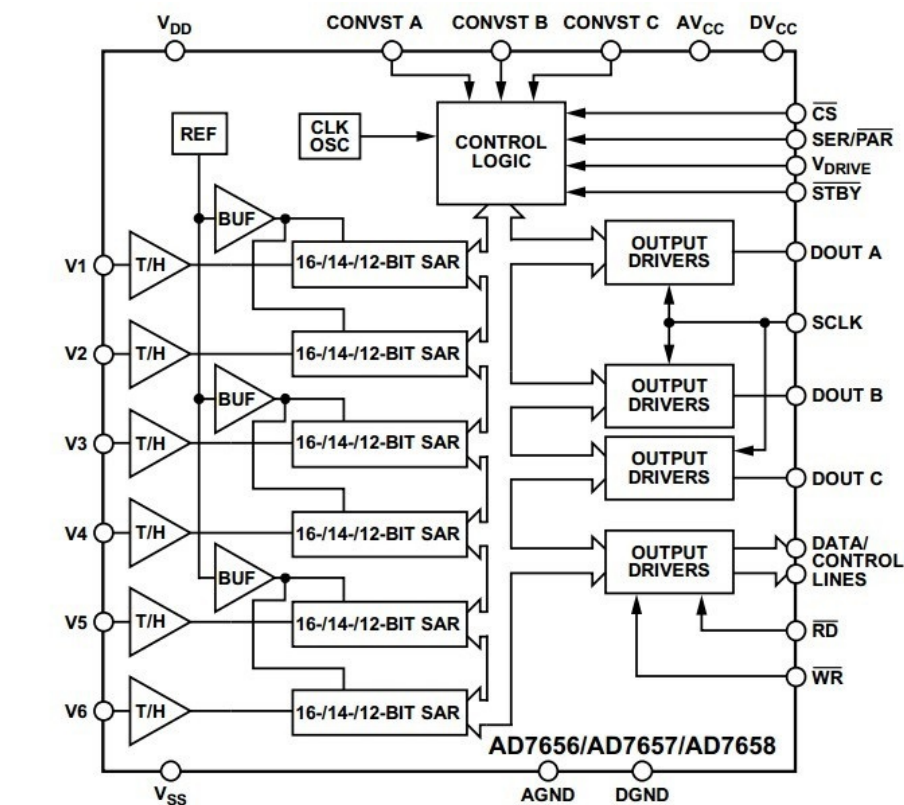 VDD
CONVST A
CONVST B
CONVST C
AVCC
DVCC
REF
CLK
OSC
CONTROL
LOGIC
CS
SER/PAR
VDRIVE
STBY
BUF
V1
T/H
16-/14-/12-BIT SAR
OUTPUT
DRIVERS
DOUT A
SCLK
V2
T/H
16-/14-/12-BIT SAR
BUF
OUTPUT
DRIVERS
DOUT B
V3
T/H
16-/14-/12-BIT SAR
OUTPUT
DRIVERS
DOUT C
V4
T/H
16-/14-/12-BIT SAR
BUF
OUTPUT
DRIVERS
DATA/
CONTROL
LINES
V5
T/H
16-/14-/12-BIT SAR
RD
WR
V6
T/H
16-/14-/12-BIT SAR
AD7656/AD7657/AD7658
VSS
AGND
DGND